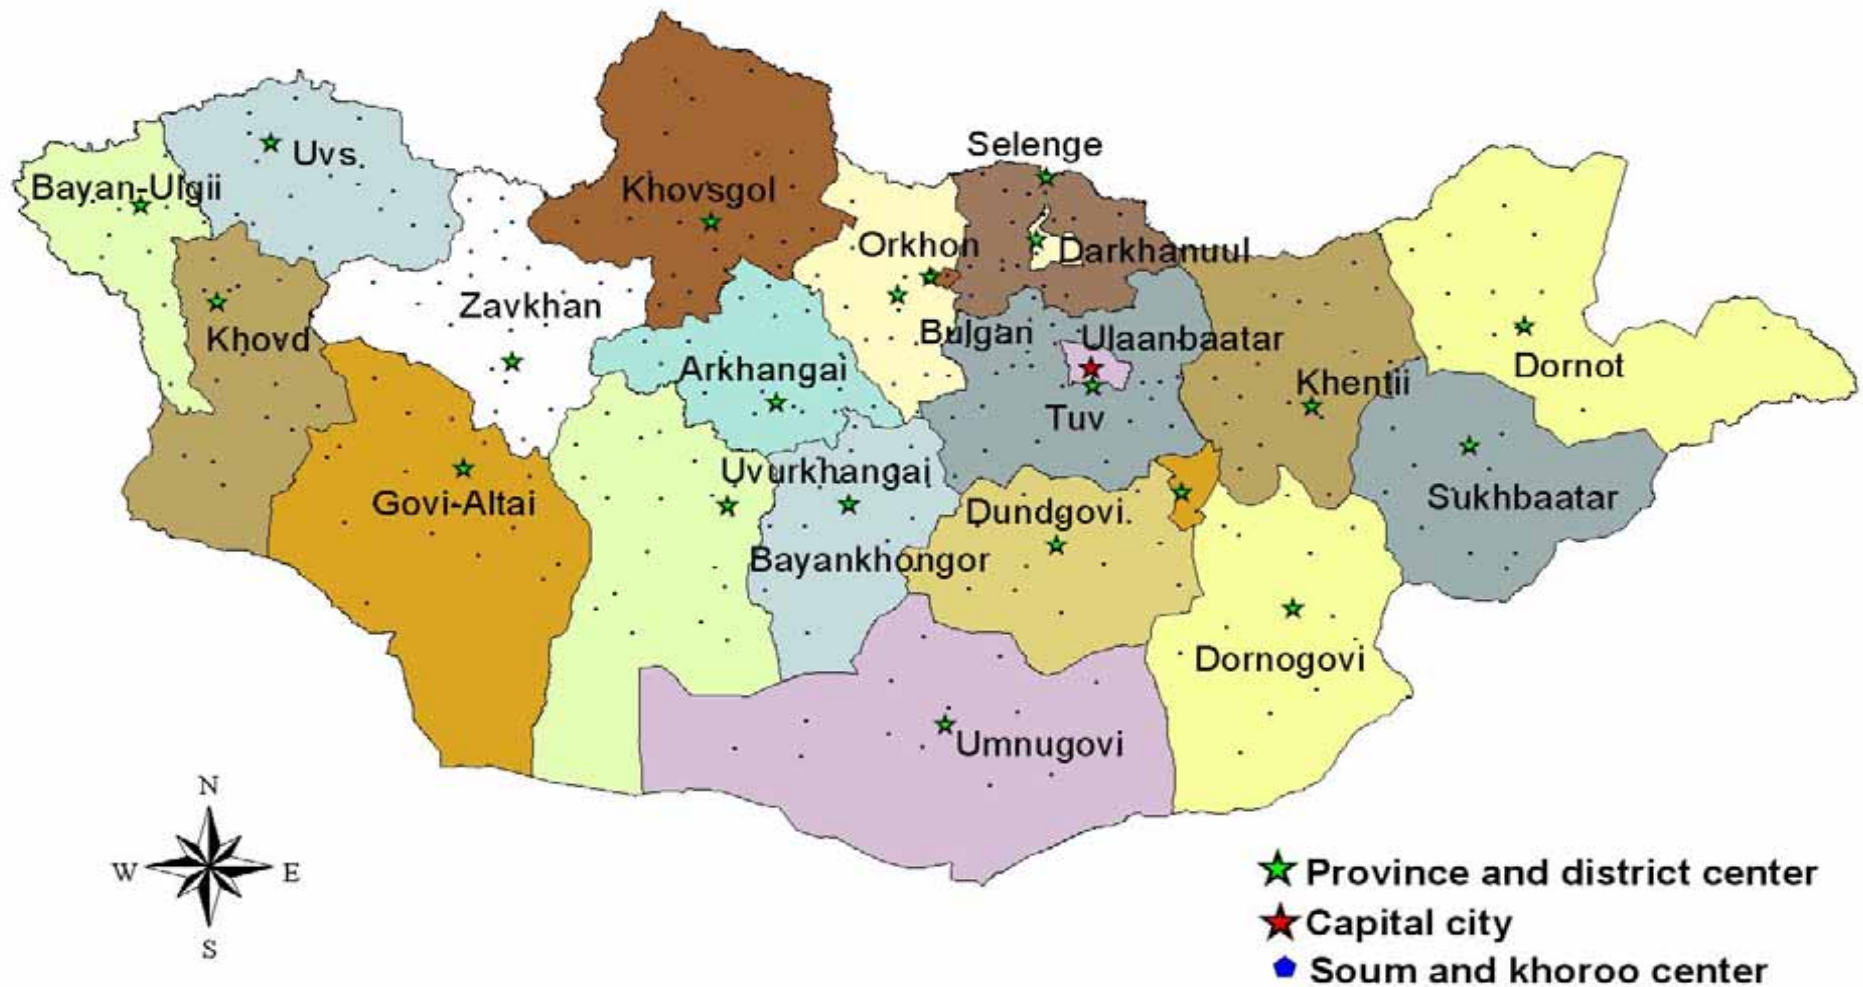 Selenge
Uvs
Bayan-Ulgii
Khovsgol
Orkhon
Darkhanuul
Zavkhan
Khovd
Bulgan
Ulaanbaatar
Arkhangai
Dornot
Khentii
Tuv
Uvurkhangai
Govi-Altai
Dundgovi
Sukhbaatar
Bayankhongor
Dornogovi
Umnugovi
N
W
E
S
Province and district center
Capital city
Soum and khoroo center